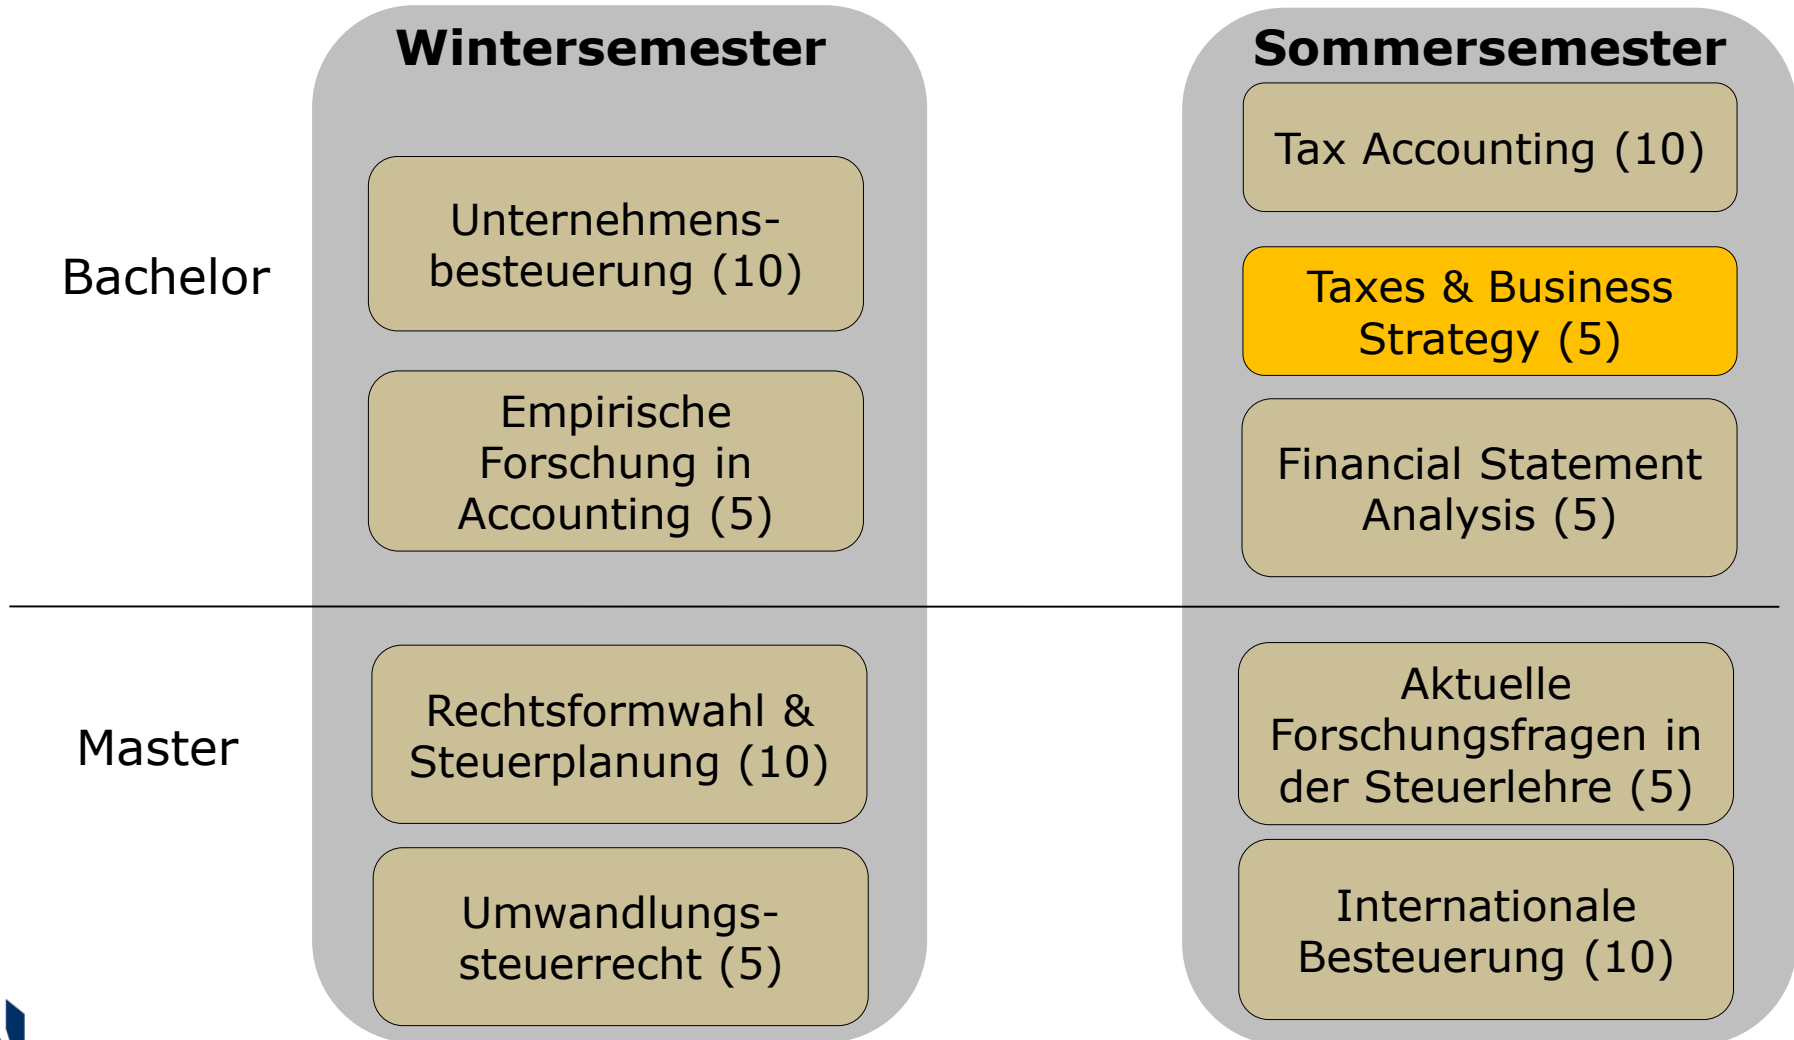 Wintersemester
Sommersemester
Bachelor
Unternehmens-
besteuerung (10)
Empirische
Forschung in
Accounting (5)
Tax Accounting (10)
Taxes & Business
Strategy (5)
Financial Statement
Analysis (5)
Master
Rechtsformwahl &
Steuerplanung (10)
Umwandlungs-
steuerrecht (5)
Aktuelle
Forschungsfragen in
der Steuerlehre (5)
Internationale
Besteuerung (10)